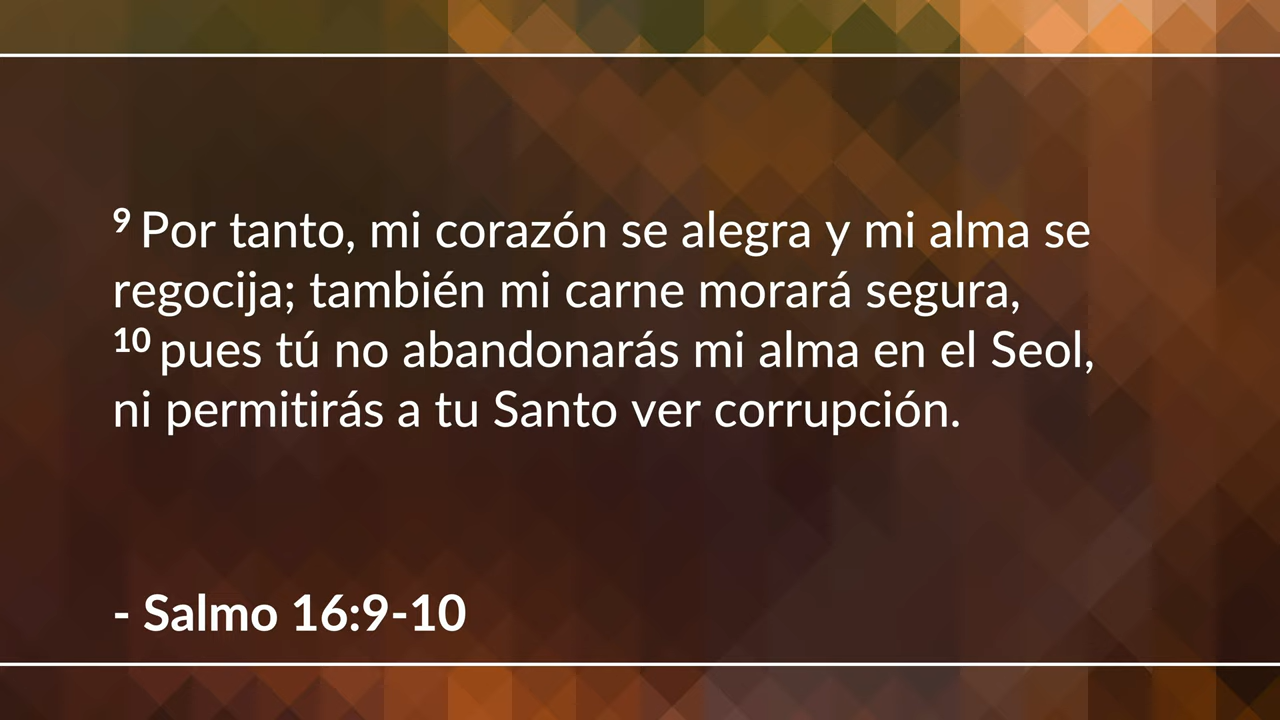 9 Por tanto, mi corazón se alegra y mi alma se
regocija; también mi carne morará segura,
10 pues tú no abandonarás mi alma en el Seol,
ni permitirás a tu Santo ver corrupción.
- Salmo 16:9-10